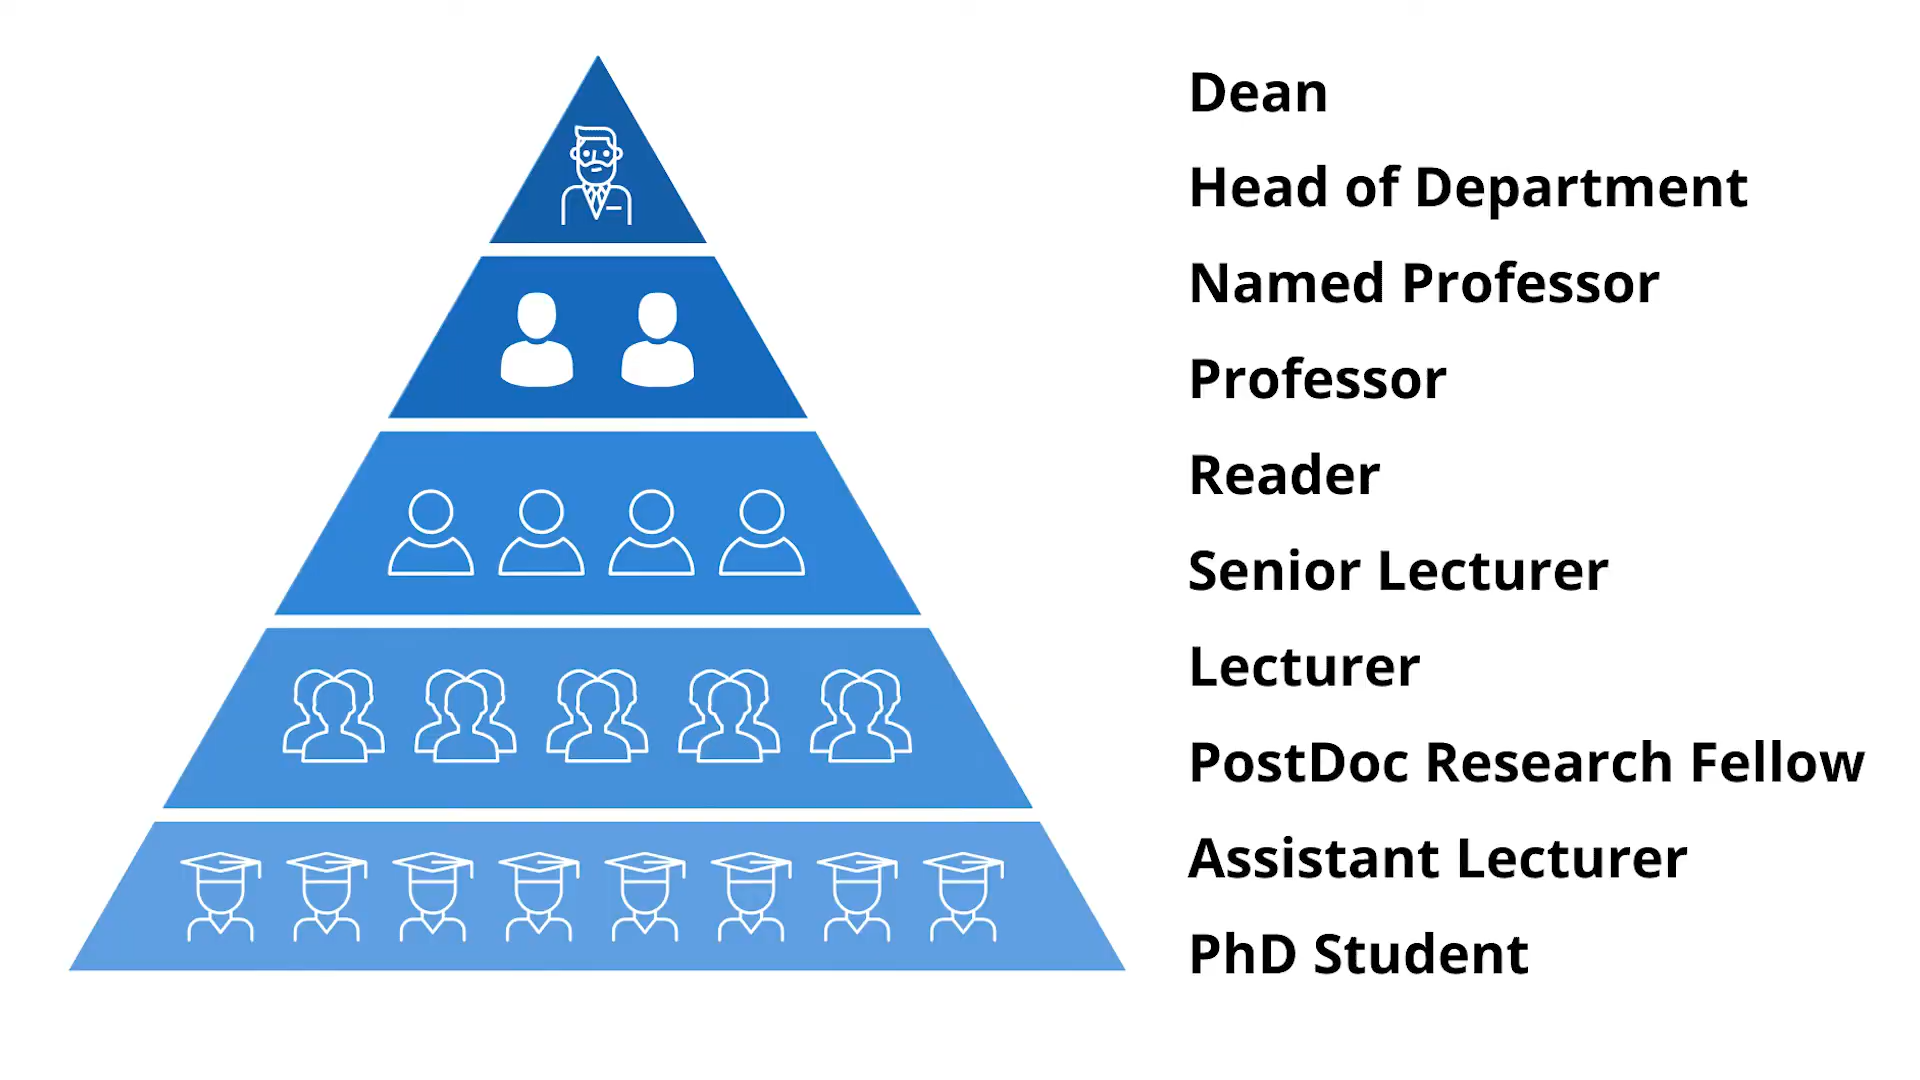 Dean
Head of Department
Named Professor
Professor
Reader
Senior Lecturer
Lecturer
PostDoc Research Fellow
Assistant Lecturer
PhD Student